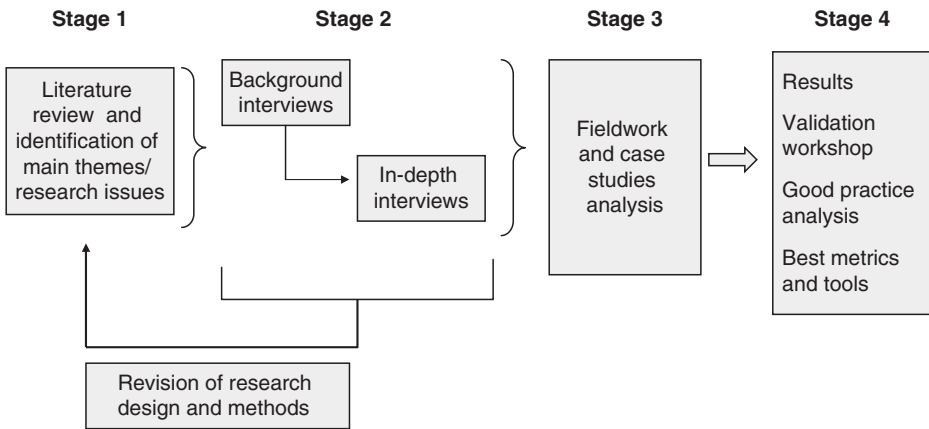 Stage 1
Stage 2
Stage 3
Stage 4
Literature
review and
identification of
main themes/
research issues
Background
interviews
In-depth
interviews
Fieldwork
and case
studies
analysis
Results
Validation
workshop
Good practice
analysis
Best metrics
and tools
Revision of research
design and methods